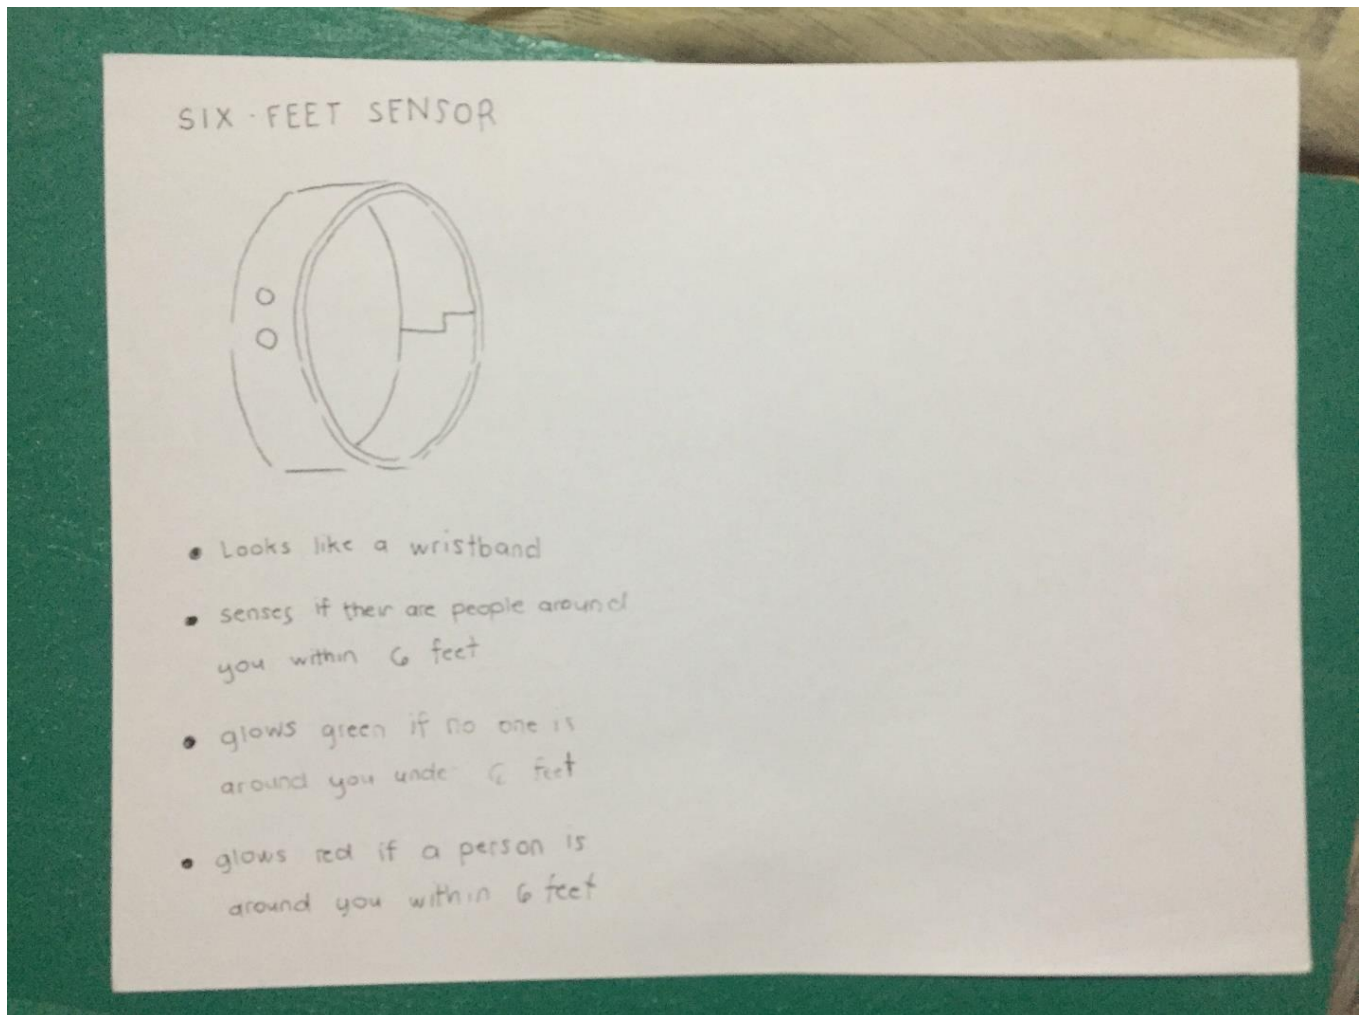 SIX-FEET SENSOR
• Looks like a wristband
• senses if their are people around
you within 6 feet
• glows green if no one is
around you unde 6 feet
• glows red if a person is
around you within 6 feet